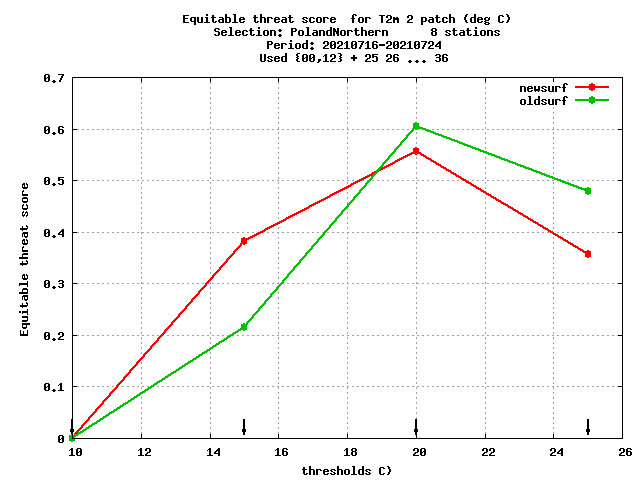 Equitable threat score  for T2m 2 patch (deg C)
Selection: PolandNorthern      8 stations
Period: 20210716-20210724
Used {00,12} + 25 26 ... 36
newsurf
oldsurf
0.7
0.6
0.5
0.4
0.3
0.2
0.1
0
Equitable threat score
10 12 14 16 18 20 22 24 26
thresholds C)